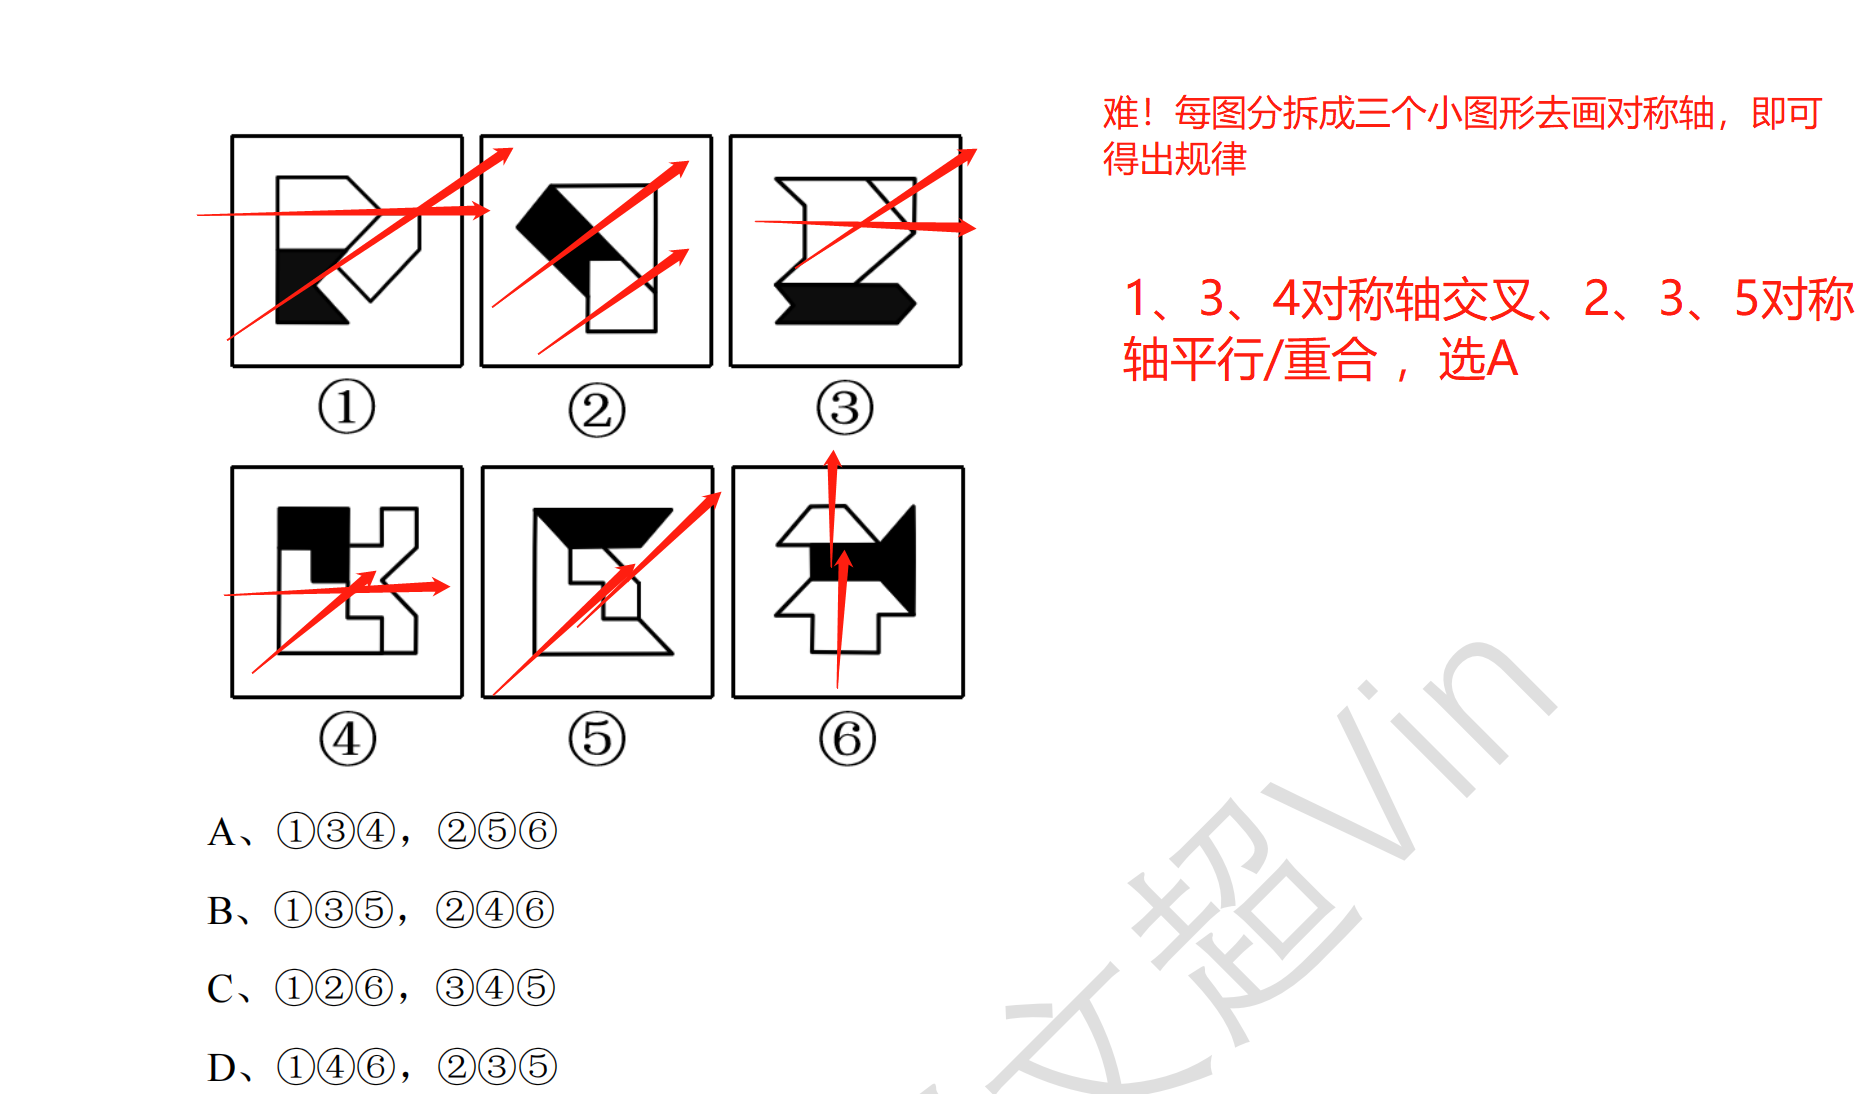 难！每图分拆成三个小图形去画对称轴，即可
得出规律
1、3、4对称轴交叉、2、3、5对称
轴平行/重合 ，选A
① ② ③
④ ⑤ ⑥
A、①③④，②⑤⑥
B、①③⑤，②④⑥
C、①②⑥，③④⑤
D、①④⑥，②③⑤
文超Vin